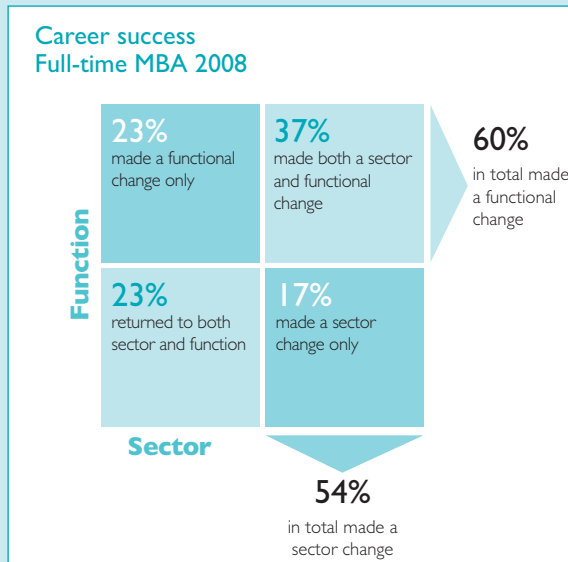 Career success
Full-time MBA 2008
23%
made a functional
change only
37%
made both a sector
and functional
change
60%
in total made
a functional
change
Function
23%
returned to both
sector and function
17%
made a sector
change only
Sector
54%
in total made a
sector change